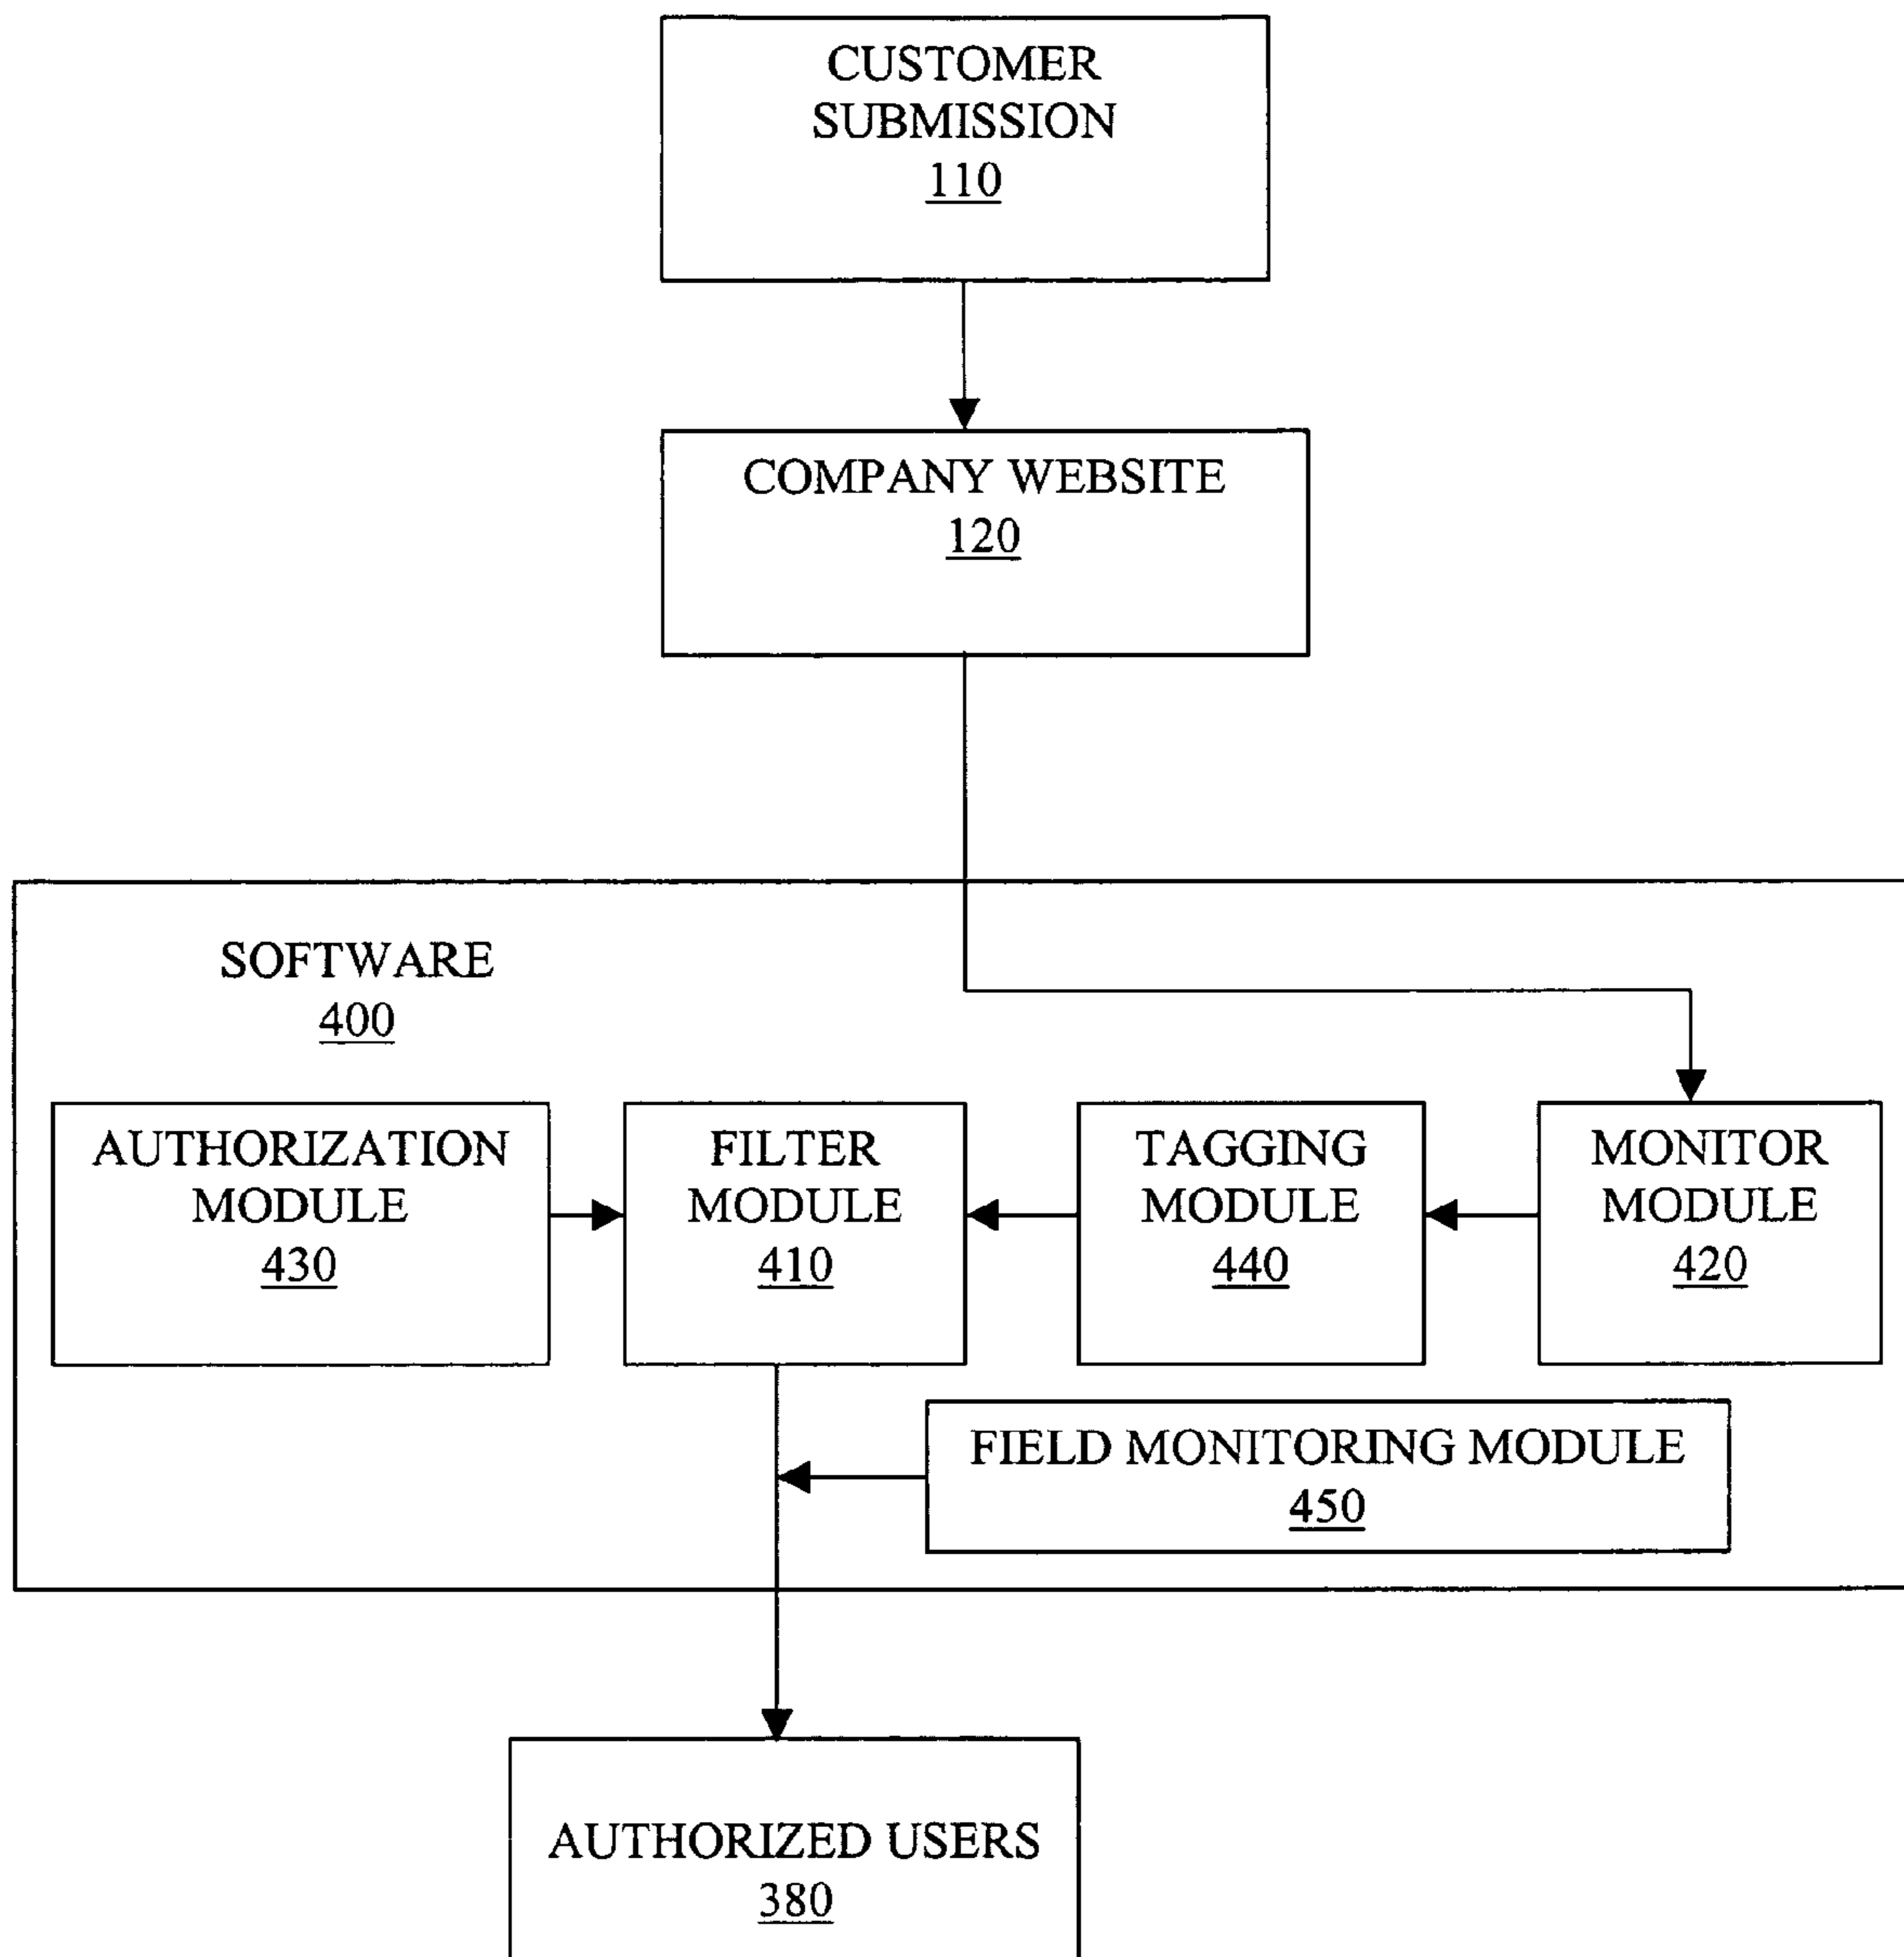 CUSTOMER
SUBMISSION
110
COMPANY WEBSITE
120
SOFTWARE
400
AUTHORIZATION
MODULE
430
FILTER
MODULE
410
TAGGING
MODULE
440
MONITOR
MODULE
420
FIELD MONITORING MODULE
450
AUTHORIZED USERS
380